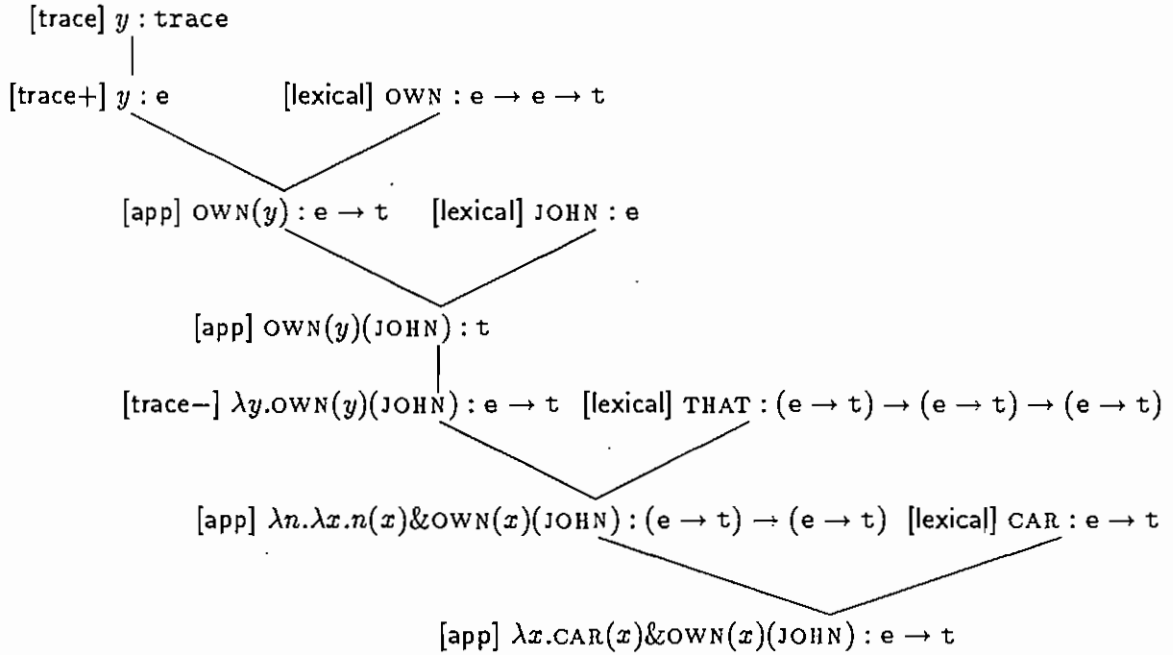 [trace] y : trace
[trace+] y : e [lexical] OWN : e → e → t
[app] OWN(y) : e → t [lexical] JOHN : e
[app] OWN(y)(JOHN) : t
[trace−] λy.OWN(y)(JOHN) : e → t [lexical] THAT : (e → t) → (e → t) → (e → t)
[app] λn.λx.n(x)&OWN(x)(JOHN) : (e → t) → (e → t) [lexical] CAR : e → t
[app] λx.CAR(x)&OWN(x)(JOHN) : e → t